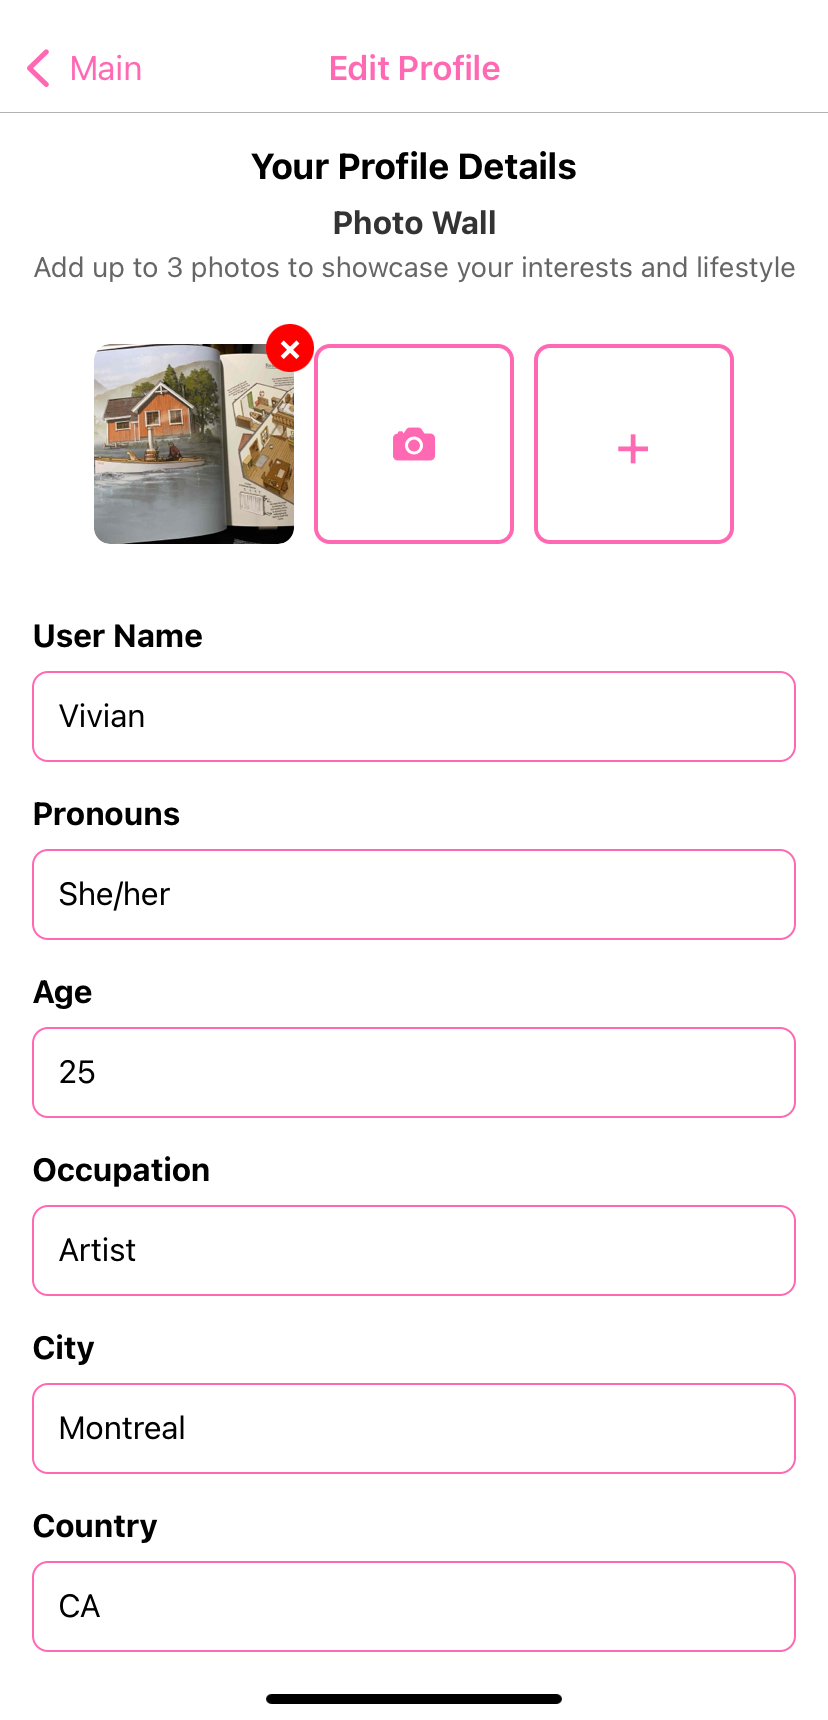 Main
Edit Profile
Your Profile Details
Photo Wall
Add up to 3 photos to showcase your interests and lifestyle
User Name
Vivian
Pronouns
She/her
Age
25
Occupation
Artist
City
Montreal
Country
CA